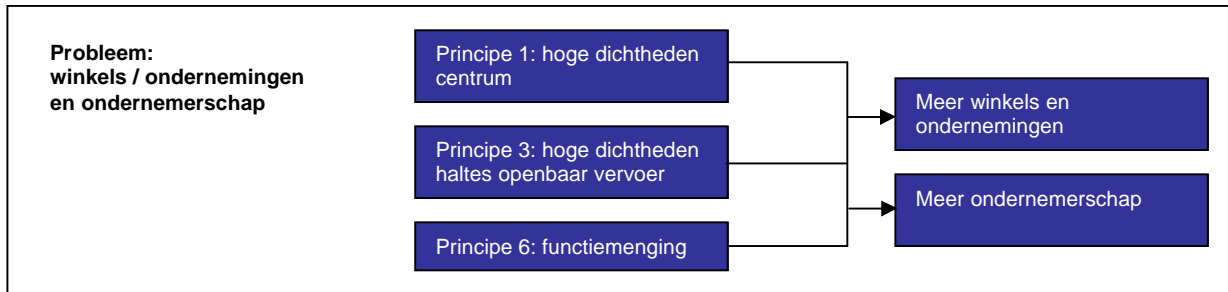 Probleem:
winkels / ondernemingen
en ondernemerschap
Principe 1: hoge dichtheden
centrum
Principe 3: hoge dichtheden
haltes openbaar vervoer
Principe 6: functiemenging
Meer winkels en
ondernemingen
Meer ondernemerschap